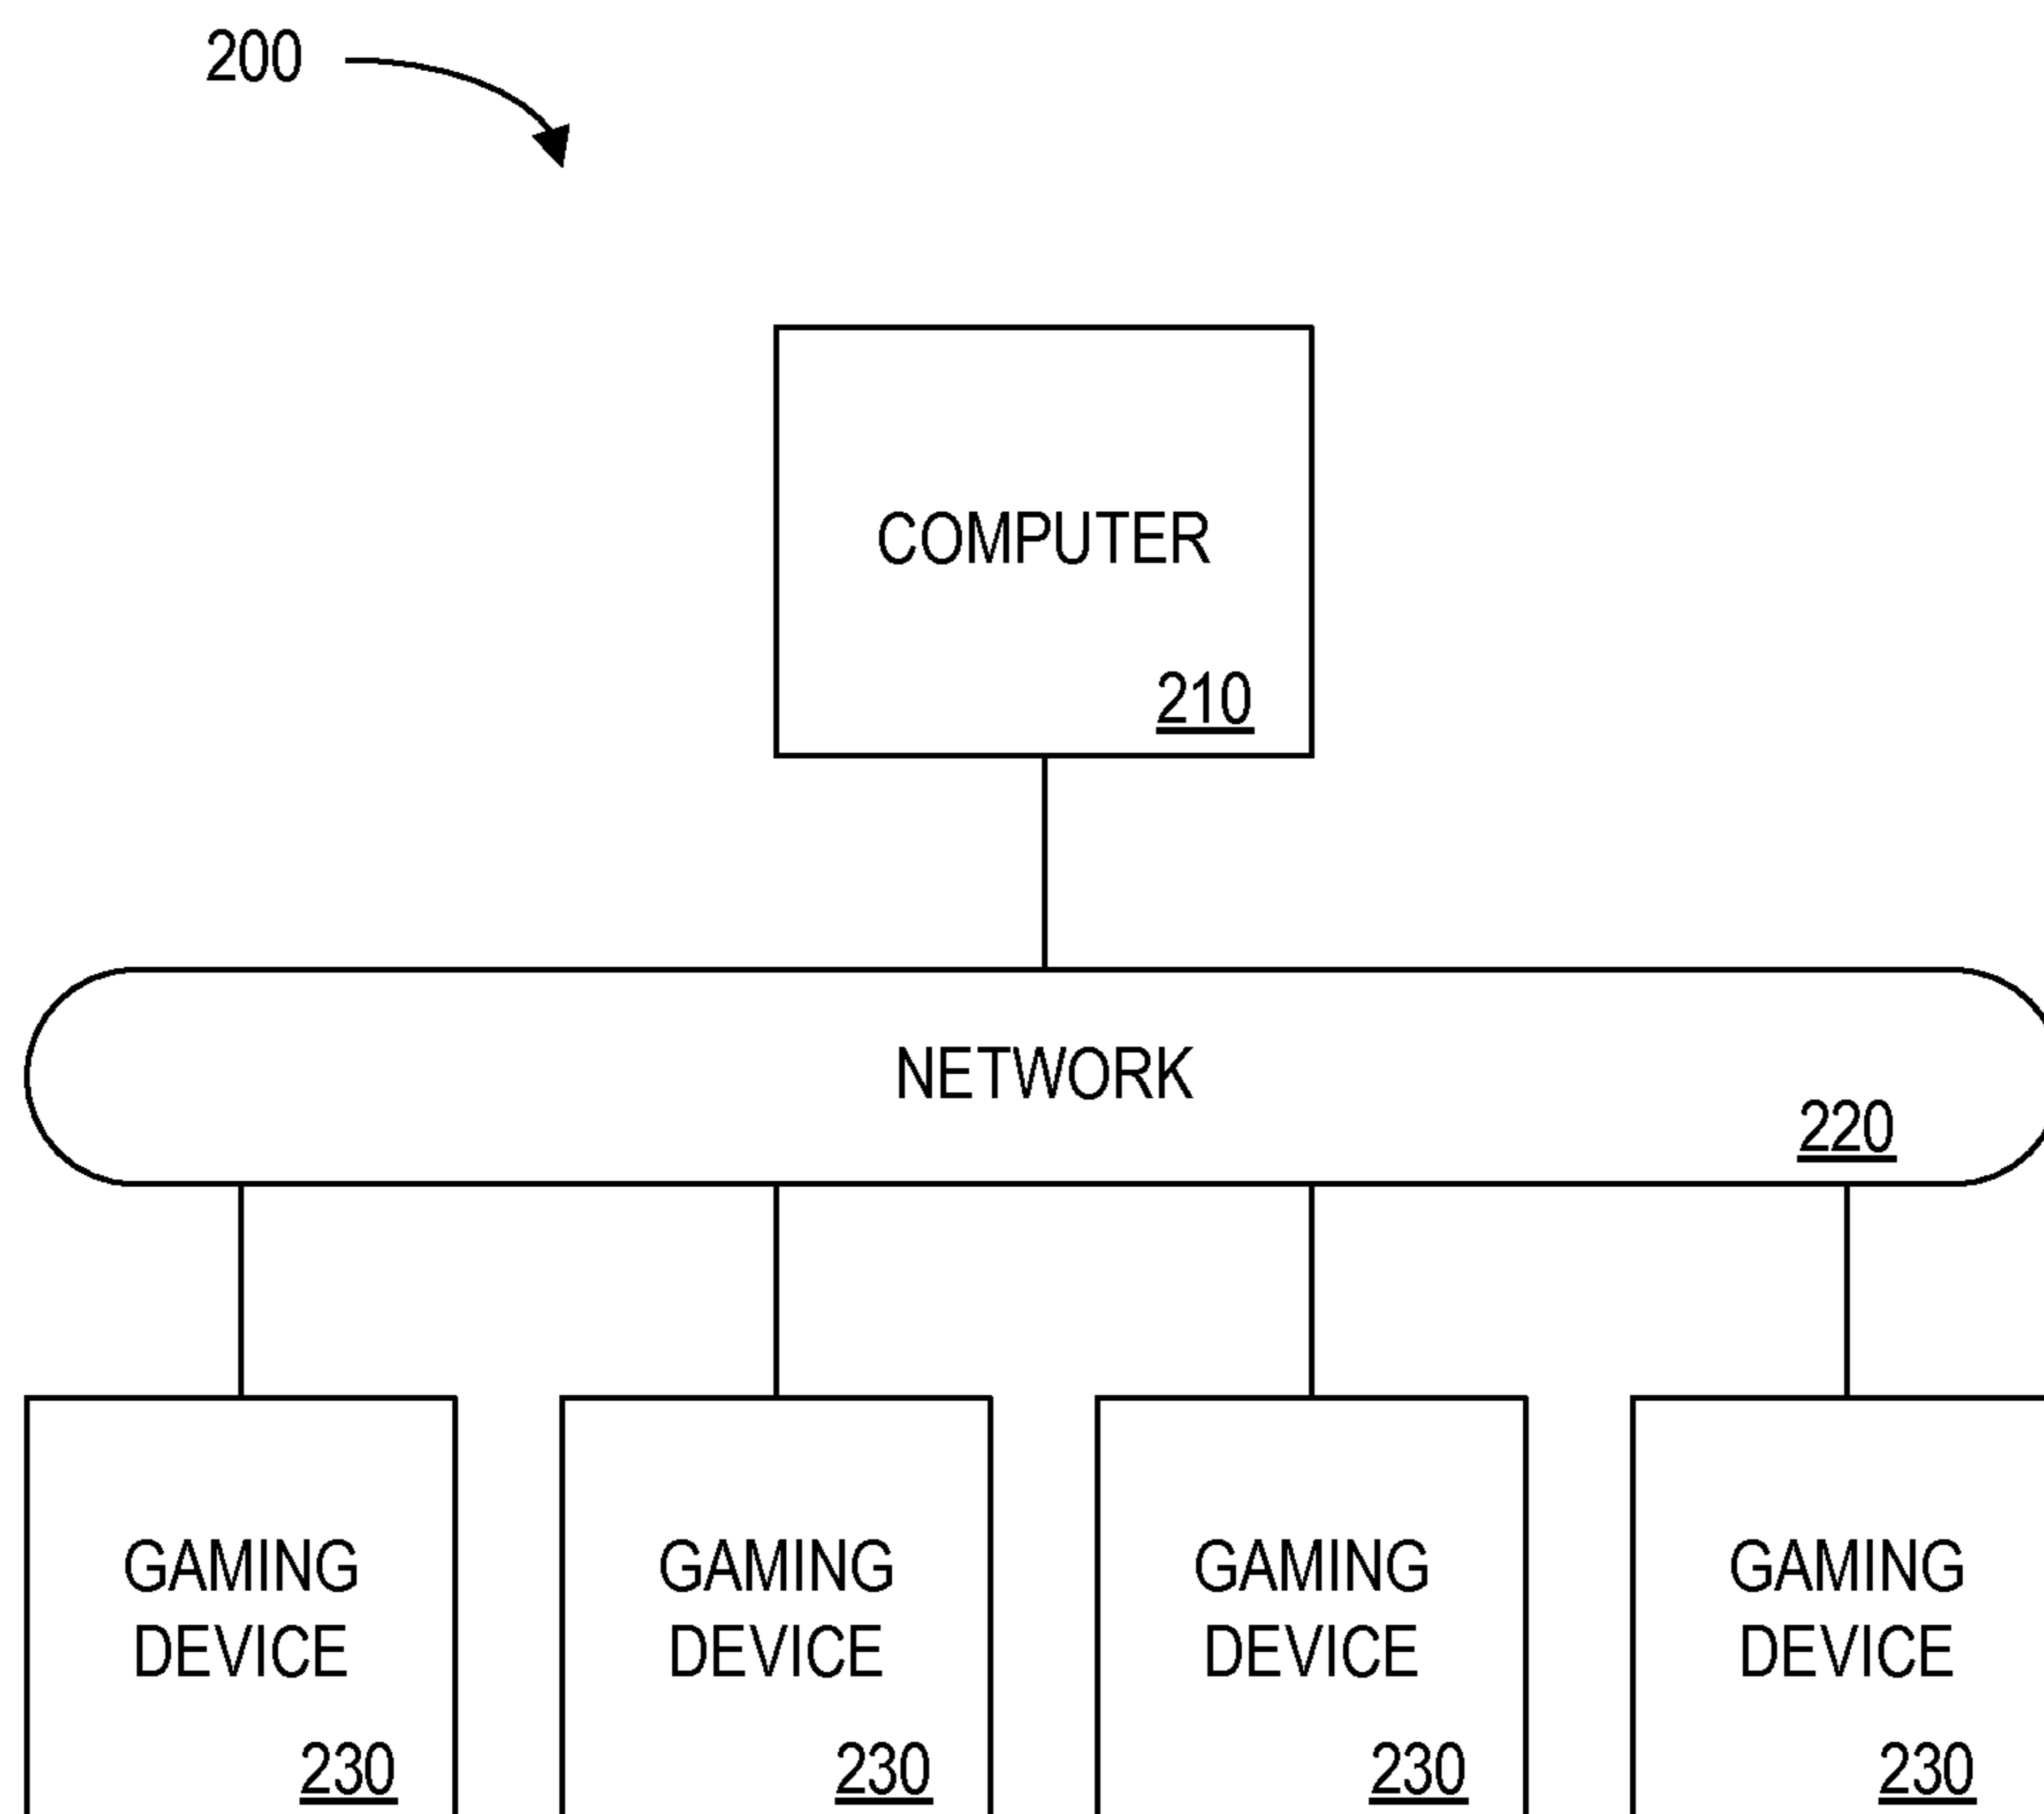 200
COMPUTER
210
NETWORK
220
GAMING
DEVICE
230
GAMING
DEVICE
230
GAMING
DEVICE
230
GAMING
DEVICE
230